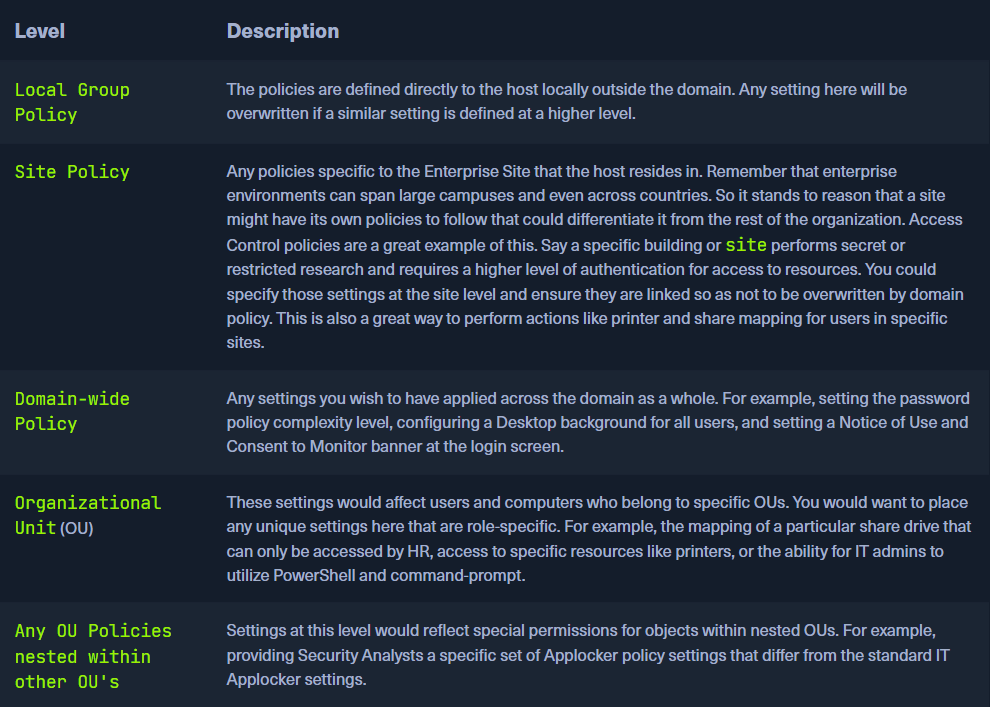 Level
Description
Local Group
Policy
The policies are defined directly to the host locally outside the domain. Any setting here will be
overwritten if a similar setting is defined at a higher level.
Site Policy
Any policies specific to the Enterprise Site that the host resides in. Remember that enterprise
environments can span large campuses and even across countries. So it stands to reason that a site
might have its own policies to follow that could differentiate it from the rest of the organization. Access
Control policies are a great example of this. Say a specific building or site performs secret or
restricted research and requires a higher level of authentication for access to resources. You could
specify those settings at the site level and ensure they are linked so as not to be overwritten by domain
policy. This is also a great way to perform actions like printer and share mapping for users in specific
sites.
Domain-wide
Policy
Any settings you wish to have applied across the domain as a whole. For example, setting the password
policy complexity level, configuring a Desktop background for all users, and setting a Notice of Use and
Consent to Monitor banner at the login screen.
Organizational
Unit (OU)
These settings would affect users and computers who belong to specific OUs. You would want to place
any unique settings here that are role-specific. For example, the mapping of a particular share drive that
can only be accessed by HR, access to specific resources like printers, or the ability for IT admins to
utilize PowerShell and command-prompt.
Any OU Policies
nested within
other OU's
Settings at this level would reflect special permissions for objects within nested OUs. For example,
providing Security Analysts a specific set of Applocker policy settings that differ from the standard IT
Applocker settings.